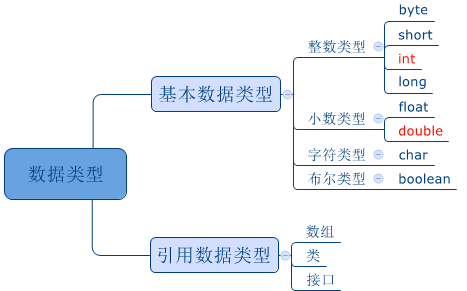 数据类型
基本数据类型
整数类型
byte
short
int
long
小数类型
float
double
字符类型
char
布尔类型
boolean
引用数据类型
数组
类
接口